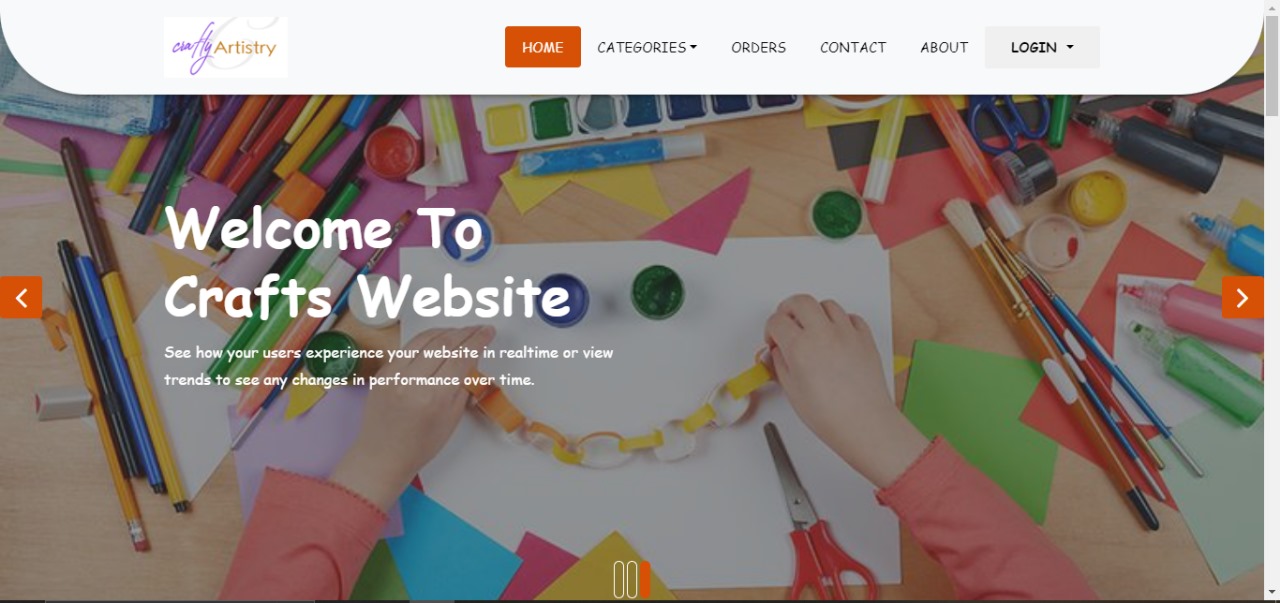 crafty Artistry
HOME
CATEGORIES
ORDERS
CONTACT
ABOUT
LOGIN
Welcome To
Crafts Website
See how your users experience your website in realtime or view
trends to see any changes in performance over time.